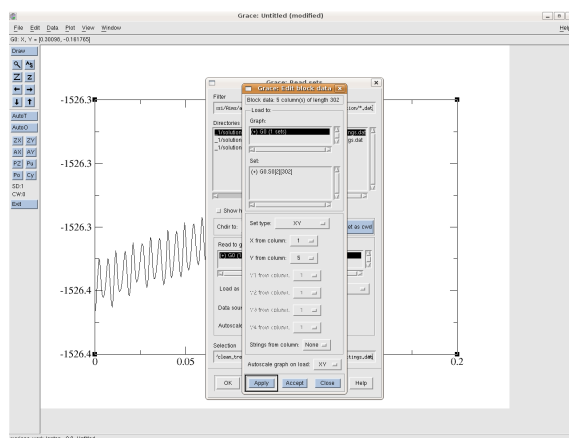 Grace: Untitled (modified)
File Edit Data Plot View Window Help
G0: X, Y = [0.30098, -0.161765]
Draw
Z Z
AutoT
AutoO
ZX ZY
AX AY
PZ Pu
Po Cy
SD:1
CW:0
Exit
-1526.3
-1526.3
-1526.3
-1526.4
-1526.4
0 0.05 0.2
Grace: Read sets
Filter
Directories
Chdir to:
Read to g
Load as
Data sour
Autoscale
Selection
OK Help
Grace: Edit block data
Block data: 5 column(s) of length 302
Load to:
Graph:
(+) G0 (1 sets)
Set:
(+) G0.S0[2][302]
Set type: XY
X from column: 1
Y from column: 5
Y1 from column: 1
Y2 from column: 1
Y3 from column: 1
Y4 from column: 1
Strings from column: None
Autoscale graph on load: XY
Apply Accept Close